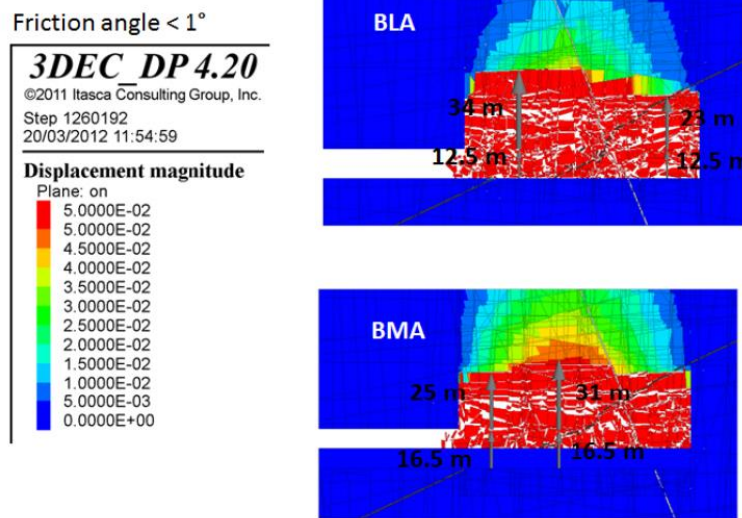 Friction angle < 1°
3DEC_DP 4.20
©2011 Itasca Consulting Group, Inc.
Step 1260192
20/03/2012 11:54:59
Displacement magnitude
Plane: on
5.0000E-02
5.0000E-02
4.5000E-02
4.0000E-02
3.5000E-02
3.0000E-02
2.5000E-02
2.0000E-02
1.5000E-02
1.0000E-02
5.0000E-03
0.0000E+00
BLA
34 m
23 m
12.5 m
12.5 m
BMA
25 m
31 m
16.5 m
16.5 m